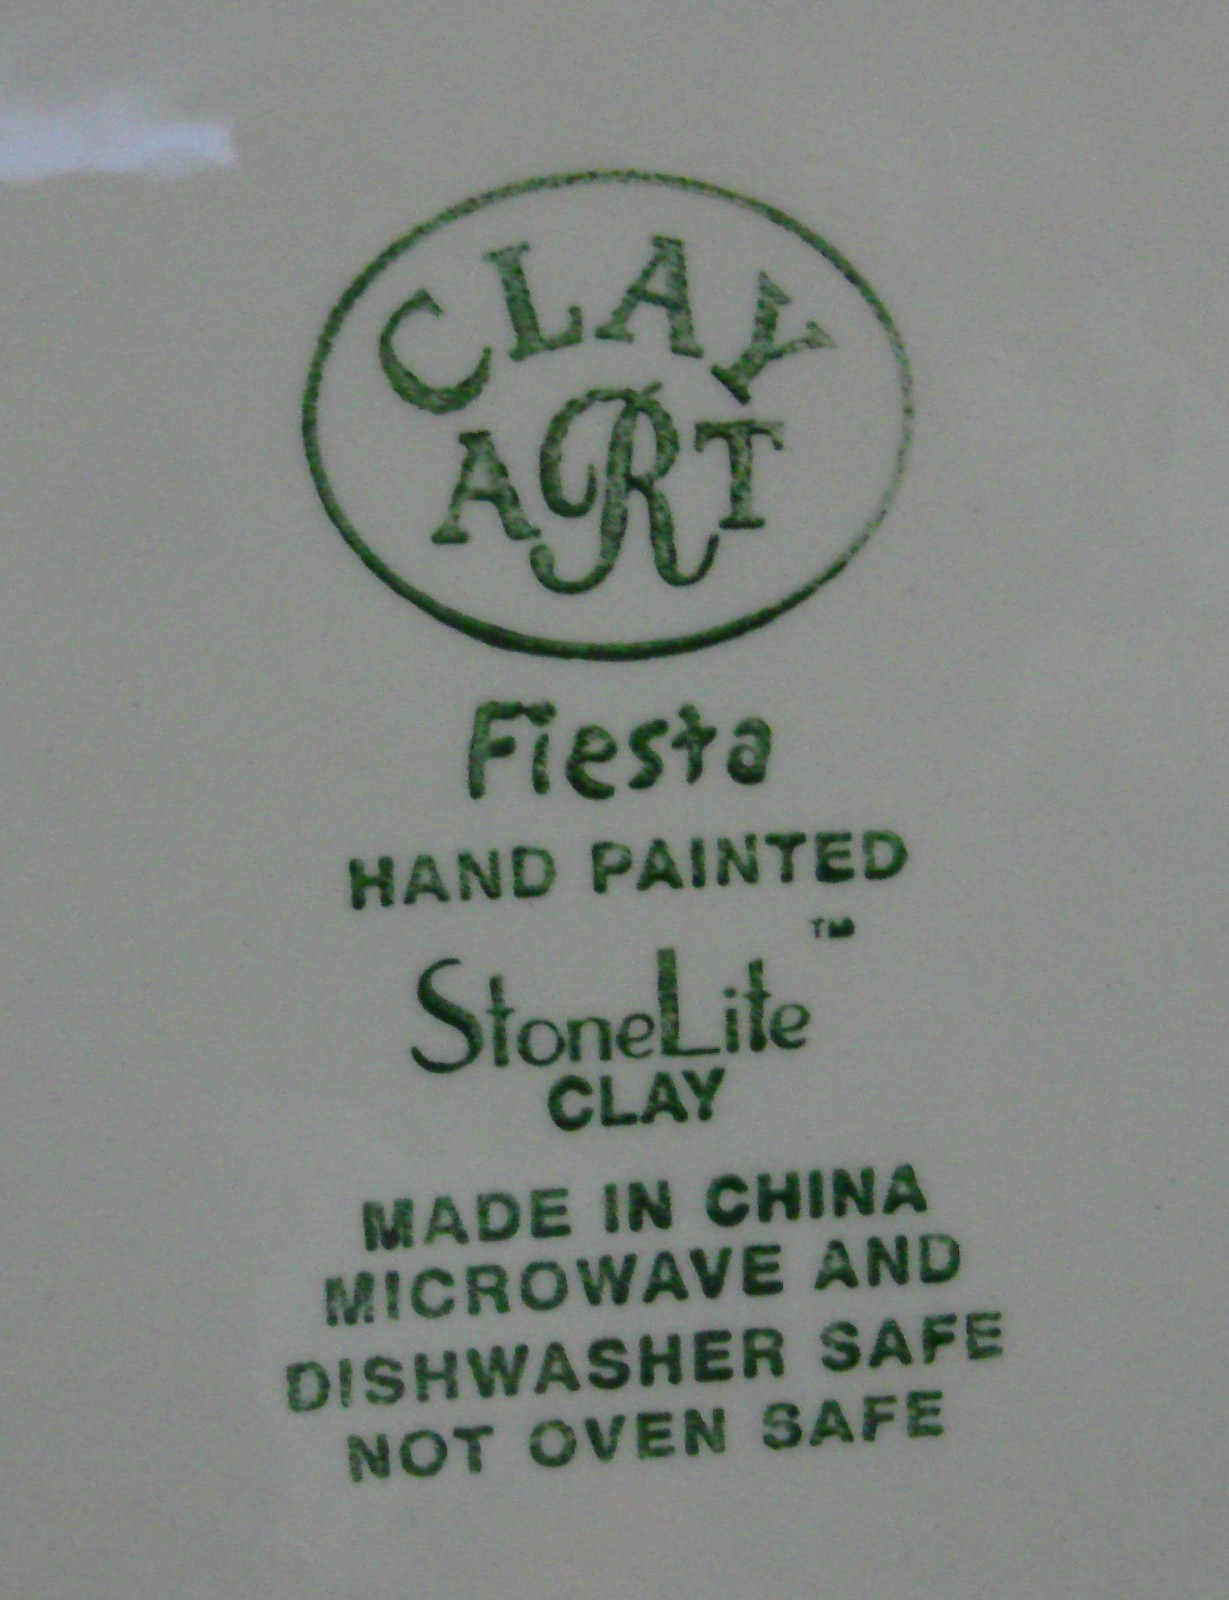 CLAY
ART
Fiesta
HAND PAINTED
StoneLite™
CLAY
MADE IN CHINA
MICROWAVE AND
DISHWASHER SAFE
NOT OVEN SAFE